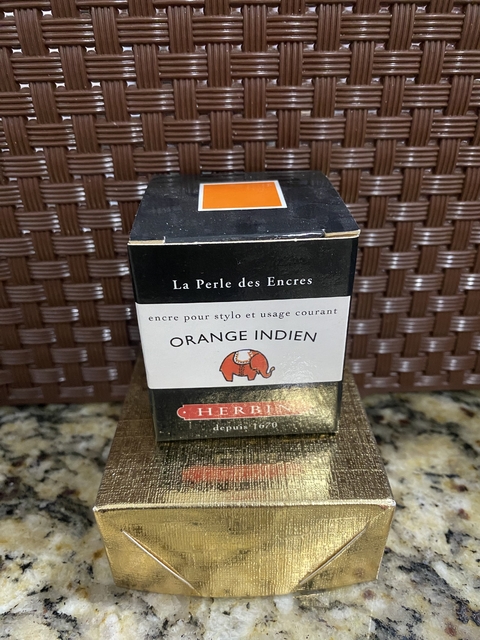 La Perle des Encres
encre pour stylo et usage courant
ORANGE INDIEN
HERBIN
depuis 1670